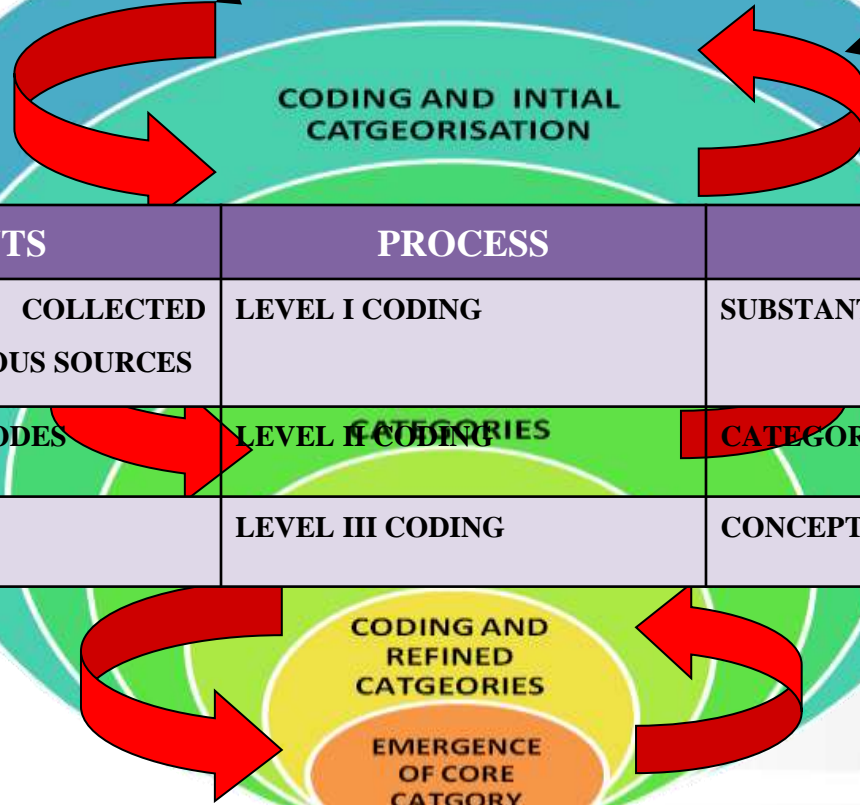 CODING AND INTIAL
CATGEORISATION
TS PROCESS
COLLECTED LEVEL I CODING SUBSTANT
OUS SOURCES
CATEGORIES
ODES LEVEL II CODING CATEGOR
LEVEL III CODING CONCEPT
CODING AND
REFINED
CATGEORIES
EMERGENCE
OF CORE
CATGORY